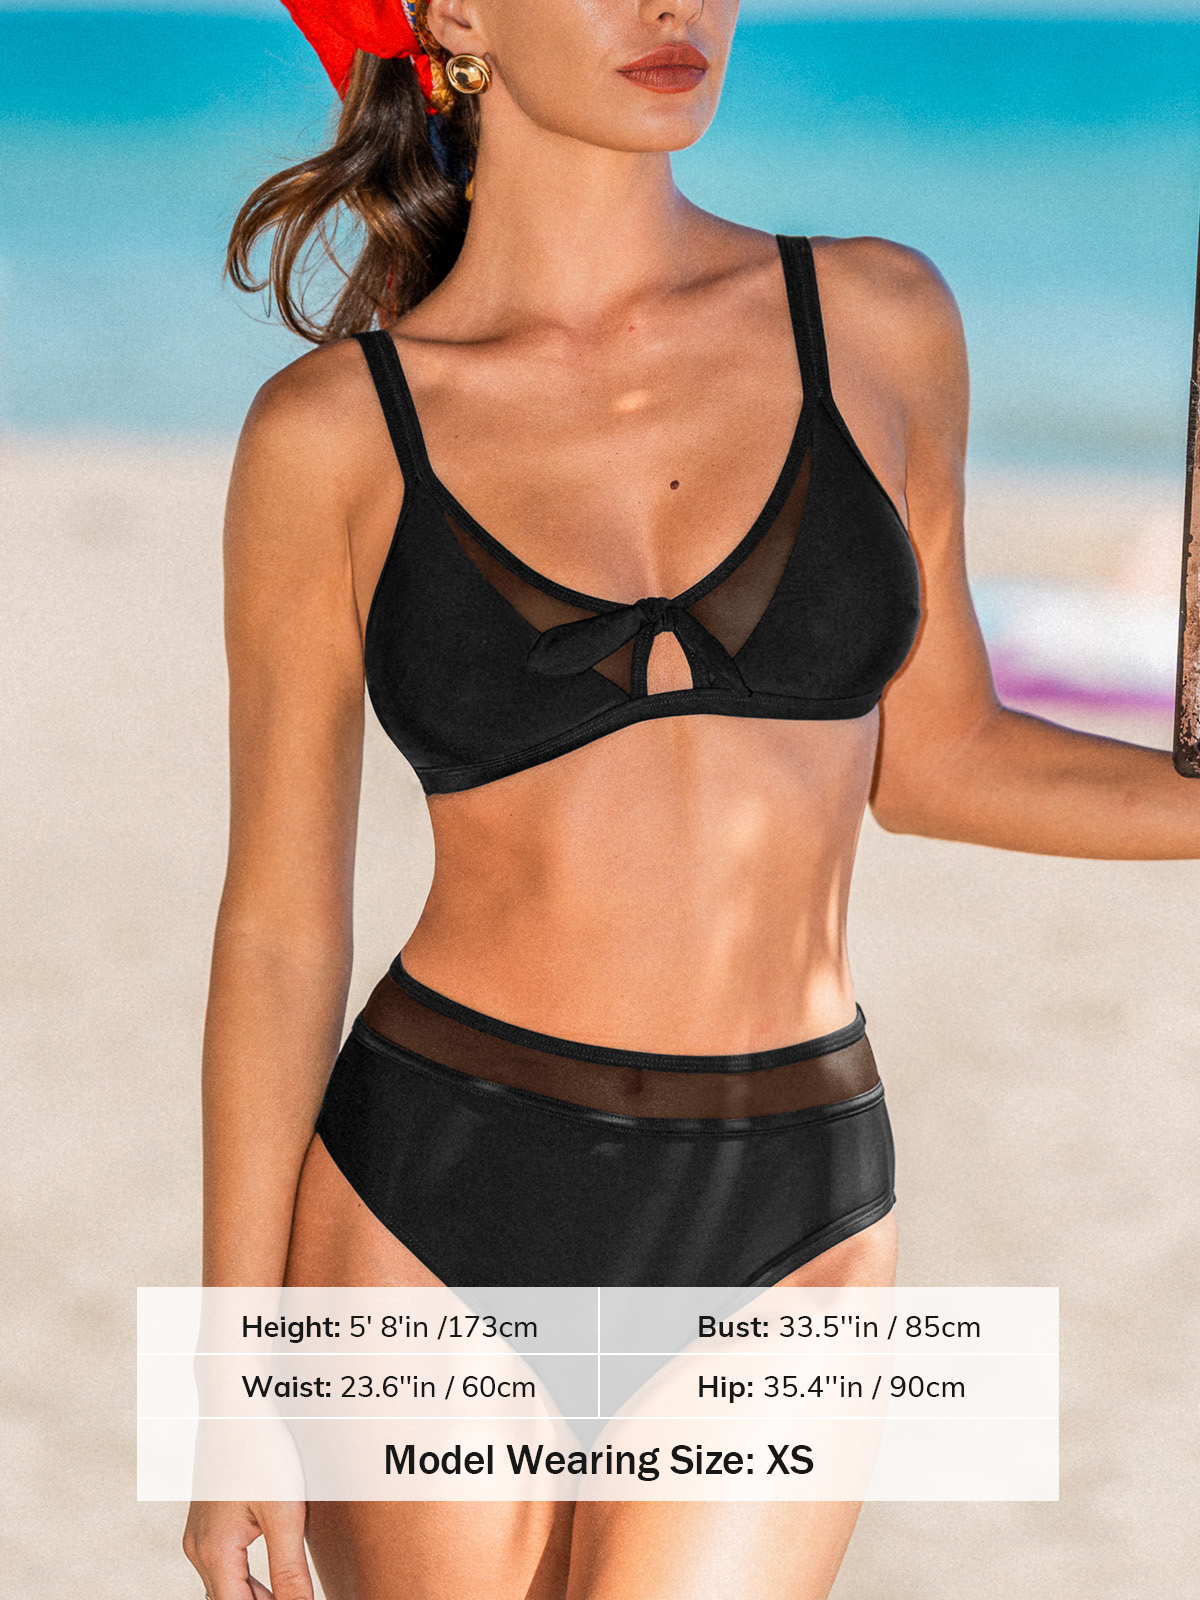 Height: 5' 8'in /173cm
Bust: 33.5''in / 85cm
Waist: 23.6''in / 60cm
Hip: 35.4''in / 90cm
Model Wearing Size: XS